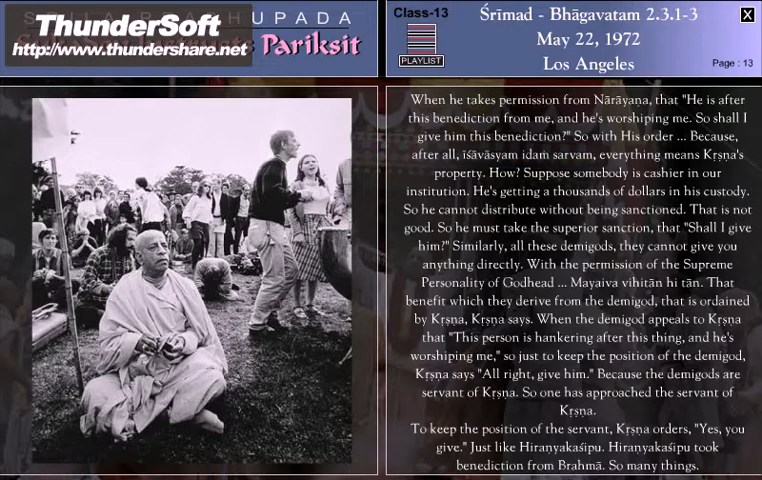 SRILA PRABHUPADA
ThunderSoft
http://www.thundershare.net
Pariksit
Class-13
PLAYLIST
Śrīmad - Bhāgavatam 2.3.1-3
May 22, 1972
Los Angeles
X
Page : 13
When he takes permission from Nārāyaṇa, that "He is after
this benediction from me, and he's worshiping me. So shall I
give him this benediction?" So with His order ... Because,
after all, īśāvāsyam idaṁ sarvam, everything means Kṛṣṇa's
property. How? Suppose somebody is cashier in our
institution. He's getting a thousands of dollars in his custody.
So he cannot distribute without being sanctioned. That is not
good. So he must take the superior sanction, that "Shall I give
him?" Similarly, all these demigods, they cannot give you
anything directly. With the permission of the Supreme
Personality of Godhead ... Mayaiva vihitān hi tān. That
benefit which they derive from the demigod, that is ordained
by Kṛṣṇa, Kṛṣṇa says. When the demigod appeals to Kṛṣṇa
that "This person is hankering after this thing, and he's
worshiping me," so just to keep the position of the demigod,
Kṛṣṇa says "All right, give him." Because the demigods are
servant of Kṛṣṇa. So one has approached the servant of
Kṛṣṇa.
To keep the position of the servant, Kṛṣṇa orders, "Yes, you
give." Just like Hiraṇyakaśipu. Hiraṇyakaśipu took
benediction from Brahmā. So many things.